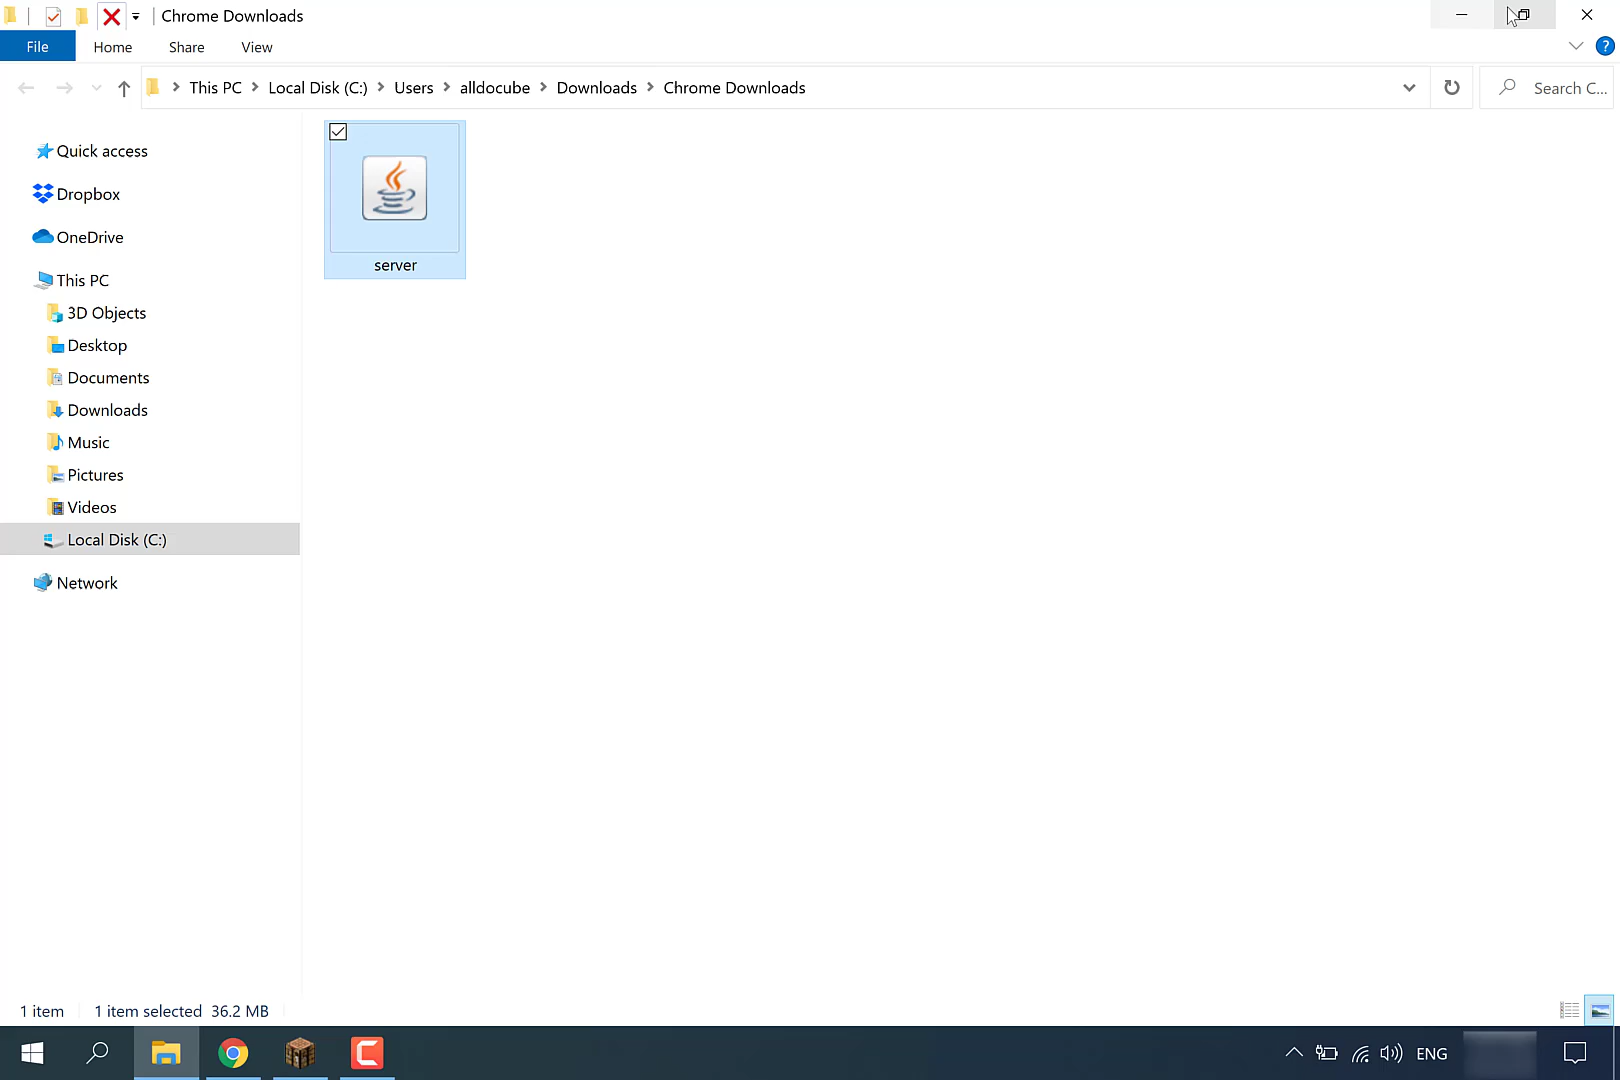 Chrome Downloads
File Home Share View ?
This PC Local Disk (C:) Users alldocube Downloads Chrome Downloads
Search C...
Quick access
Dropbox
OneDrive
This PC
3D Objects
Desktop
Documents
Downloads
Music
Pictures
Videos
Local Disk (C:)
Network
server
1 item 1 item selected 36.2 MB
ENG